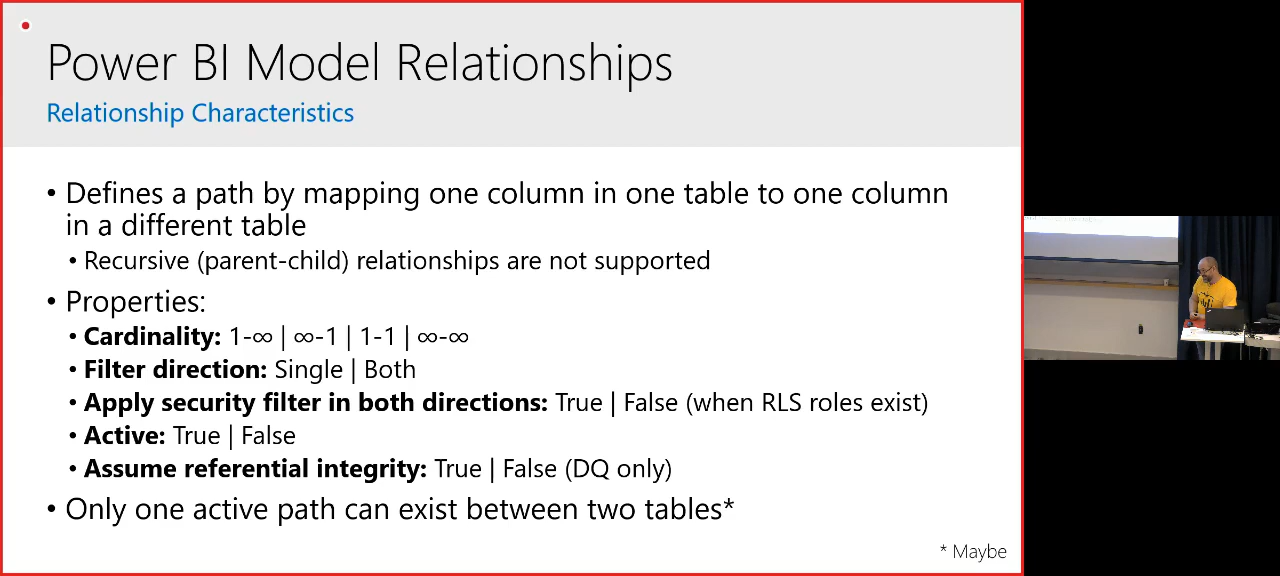 Power BI Model Relationships
Relationship Characteristics
• Defines a path by mapping one column in one table to one column
in a different table
• Recursive (parent-child) relationships are not supported
• Properties:
• Cardinality: 1-∞ | ∞-1 | 1-1 | ∞-∞
• Filter direction: Single | Both
• Apply security filter in both directions: True | False (when RLS roles exist)
• Active: True | False
• Assume referential integrity: True | False (DQ only)
• Only one active path can exist between two tables*
* Maybe